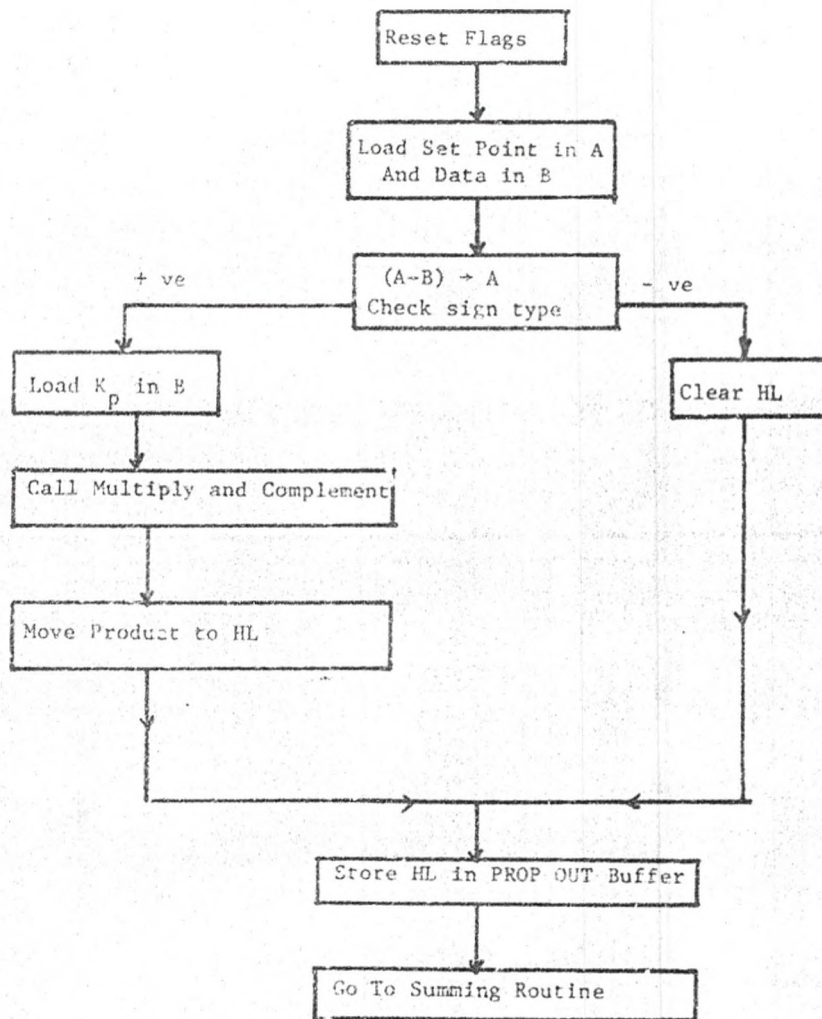 Reset Flags
Load Set Point in A
And Data in B
(A-B) → A
Check sign type
+ ve
- ve
Load Kp in B
Clear HL
Call Multiply and Complement
Move Product to HL
Store HL in PROP OUT Buffer
Go To Summing Routine